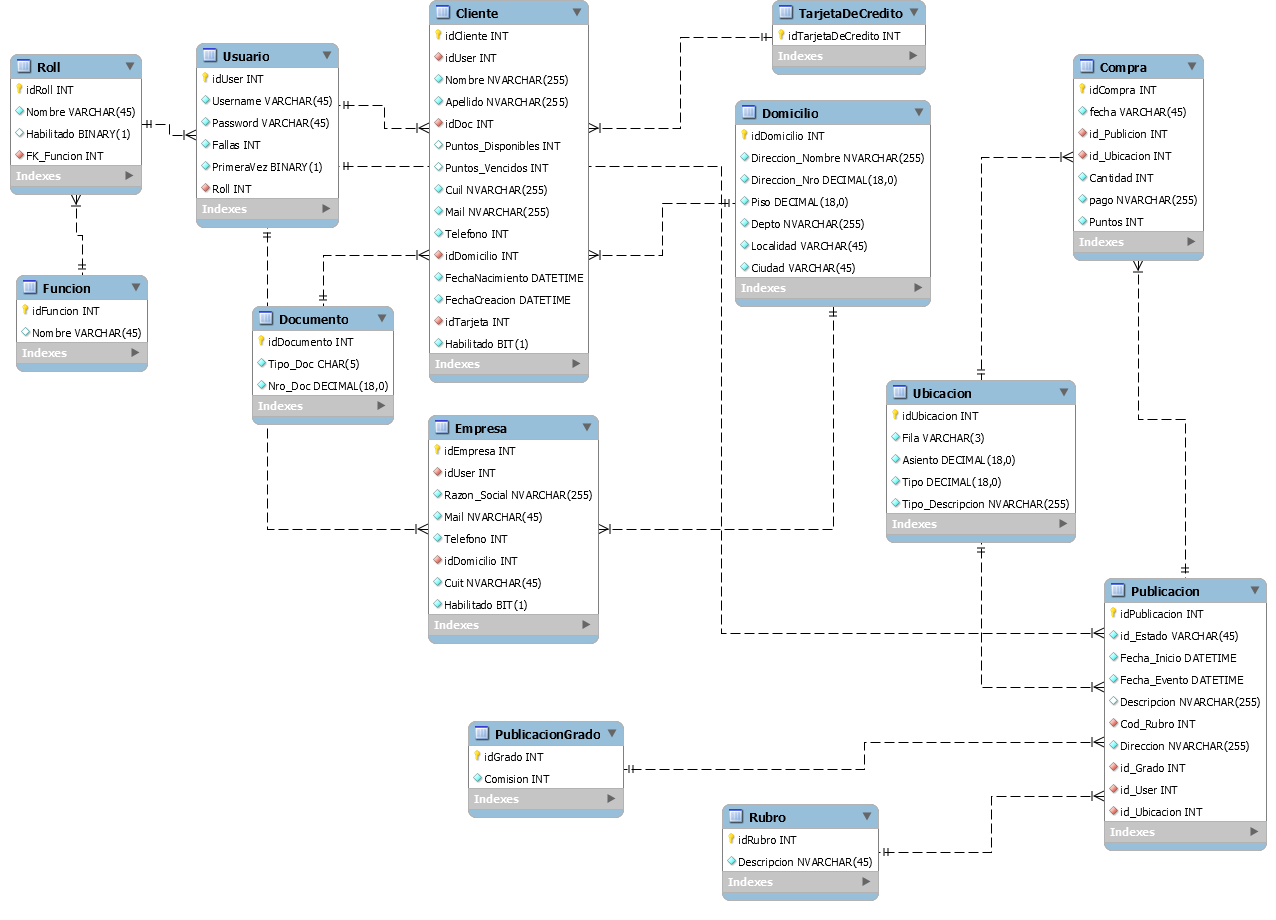 Roll
idRoll INT
Nombre VARCHAR(45)
Habilitado BINARY(1)
FK_Funcion INT
Indexes
Funcion
idFuncion INT
Nombre VARCHAR(45)
Indexes
Usuario
idUser INT
Username VARCHAR(45)
Password VARCHAR(45)
Fallas INT
PrimeraVez BINARY(1)
Roll INT
Indexes
Documento
idDocumento INT
Tipo_Doc CHAR(5)
Nro_Doc DECIMAL(18,0)
Indexes
Cliente
idCliente INT
idUser INT
Nombre NVARCHAR(255)
Apellido NVARCHAR(255)
idDoc INT
Puntos_Disponibles INT
Puntos_Vencidos INT
Cuil NVARCHAR(255)
Mail NVARCHAR(255)
Telefono INT
idDomicilio INT
FechaNacimiento DATETIME
FechaCreacion DATETIME
idTarjeta INT
Habilitado BIT(1)
Indexes
Empresa
idEmpresa INT
idUser INT
Razon_Social NVARCHAR(255)
Mail NVARCHAR(45)
Telefono INT
idDomicilio INT
Cuit NVARCHAR(45)
Habilitado BIT(1)
Indexes
TarjetaDeCredito
idTarjetaDeCredito INT
Indexes
Domicilio
idDomicilio INT
Direccion_Nombre NVARCHAR(255)
Direccion_Nro DECIMAL(18,0)
Piso DECIMAL(18,0)
Depto NVARCHAR(255)
Localidad VARCHAR(45)
Ciudad VARCHAR(45)
Indexes
Compra
idCompra INT
fecha VARCHAR(45)
id_Publicion INT
id_Ubicacion INT
Cantidad INT
pago NVARCHAR(255)
Puntos INT
Indexes
Ubicacion
idUbicacion INT
Fila VARCHAR(3)
Asiento DECIMAL(18,0)
Tipo DECIMAL(18,0)
Tipo_Descripcion NVARCHAR(255)
Indexes
Publicacion
idPublicacion INT
id_Estado VARCHAR(45)
Fecha_Inicio DATETIME
Fecha_Evento DATETIME
Descripcion NVARCHAR(255)
Cod_Rubro INT
Direccion NVARCHAR(255)
id_Grado INT
id_User INT
id_Ubicacion INT
Indexes
PublicacionGrado
idGrado INT
Comision INT
Indexes
Rubro
idRubro INT
Descripcion NVARCHAR(45)
Indexes